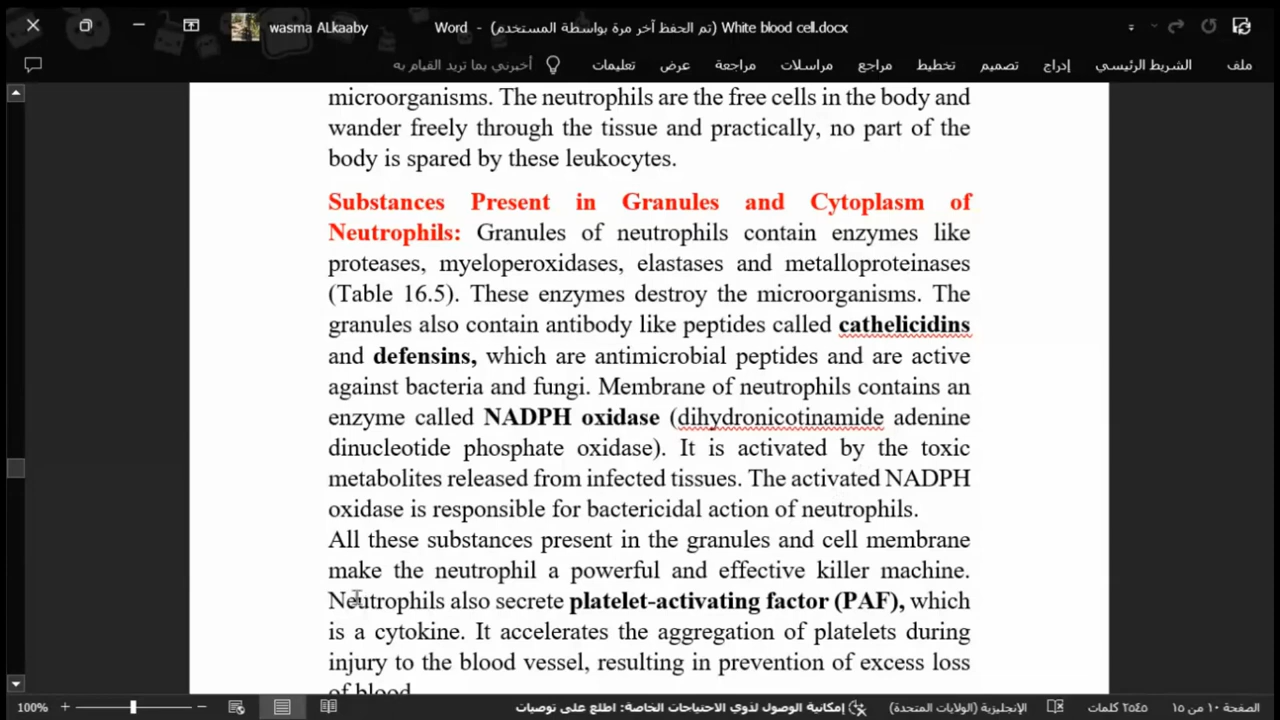 wasma ALkaaby
White blood cell.docx (تم الحفظ آخر مرة بواسطة المستخدم) - Word
ملف الشريط الرئيسي إدراج تصميم تخطيط مراجع مراسلات مراجعة عرض تعليمات أخبرني بما تريد القيام به
microorganisms. The neutrophils are the free cells in the body and
wander freely through the tissue and practically, no part of the
body is spared by these leukocytes.
Substances Present in Granules and Cytoplasm of
Neutrophils: Granules of neutrophils contain enzymes like
proteases, myeloperoxidases, elastases and metalloproteinases
(Table 16.5). These enzymes destroy the microorganisms. The
granules also contain antibody like peptides called cathelicidins
and defensins, which are antimicrobial peptides and are active
against bacteria and fungi. Membrane of neutrophils contains an
enzyme called NADPH oxidase (dihydronicotinamide adenine
dinucleotide phosphate oxidase). It is activated by the toxic
metabolites released from infected tissues. The activated NADPH
oxidase is responsible for bactericidal action of neutrophils.
All these substances present in the granules and cell membrane
make the neutrophil a powerful and effective killer machine.
Neutrophils also secrete platelet-activating factor (PAF), which
is a cytokine. It accelerates the aggregation of platelets during
injury to the blood vessel, resulting in prevention of excess loss
of blood.
الصفحة ١٠ من ١٥ ٢٥٤٥ كلمات الإنجليزية (الولايات المتحدة) إمكانية الوصول لذوي الاحتياجات الخاصة: اطلع على توصيات 100%